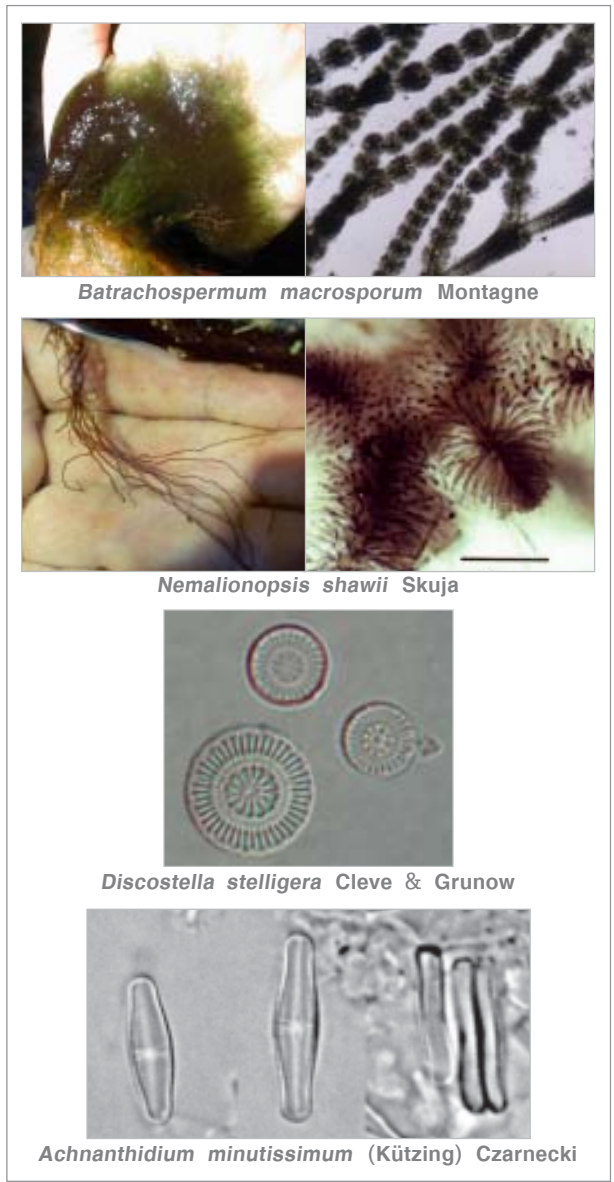 Batrachospermum macrosporum Montagne
Nemalionopsis shawii Skuja
Discostella stelligera Cleve & Grunow
Achnanthidium minutissimum (Kützing) Czarnecki